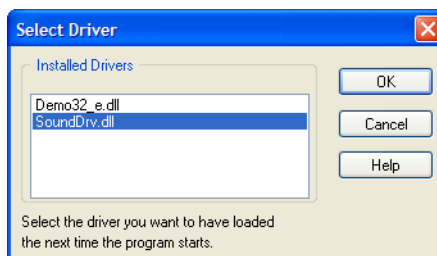 Select Driver
Installed Drivers
OK
Demo32_e.dll
SoundDrv.dll
Cancel
Help
Select the driver you want to have loaded
the next time the program starts.